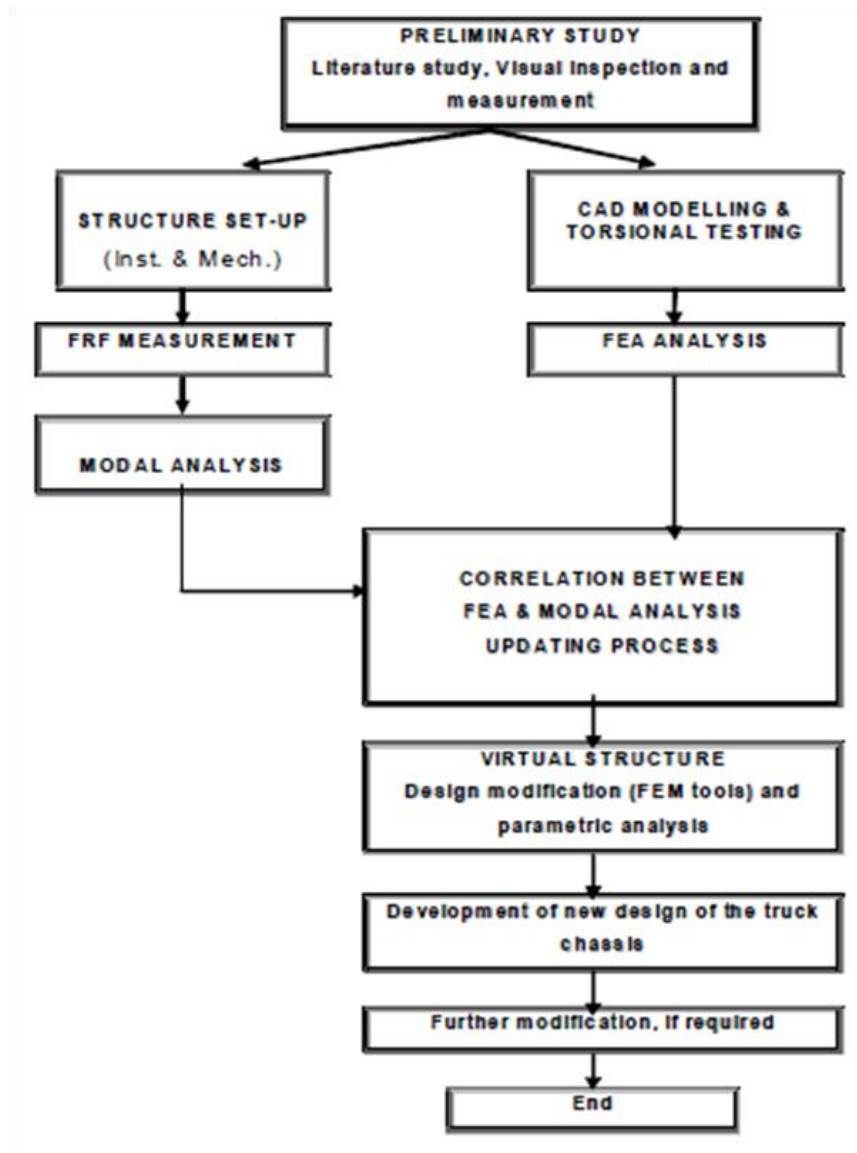 PRELIMINARY STUDY
Literature study, Visual inspection and
measurement
STRUCTURE SET-UP
(Inst. & Mech.)
CAD MODELLING &
TORSIONAL TESTING
FRF MEASUREMENT
FEA ANALYSIS
MODAL ANALYSIS
CORRELATION BETWEEN
FEA & MODAL ANALYSIS
UPDATING PROCESS
VIRTUAL STRUCTURE
Design modification (FEM tools) and
parametric analysis
Development of new design of the truck
chassis
Further modification, if required
End